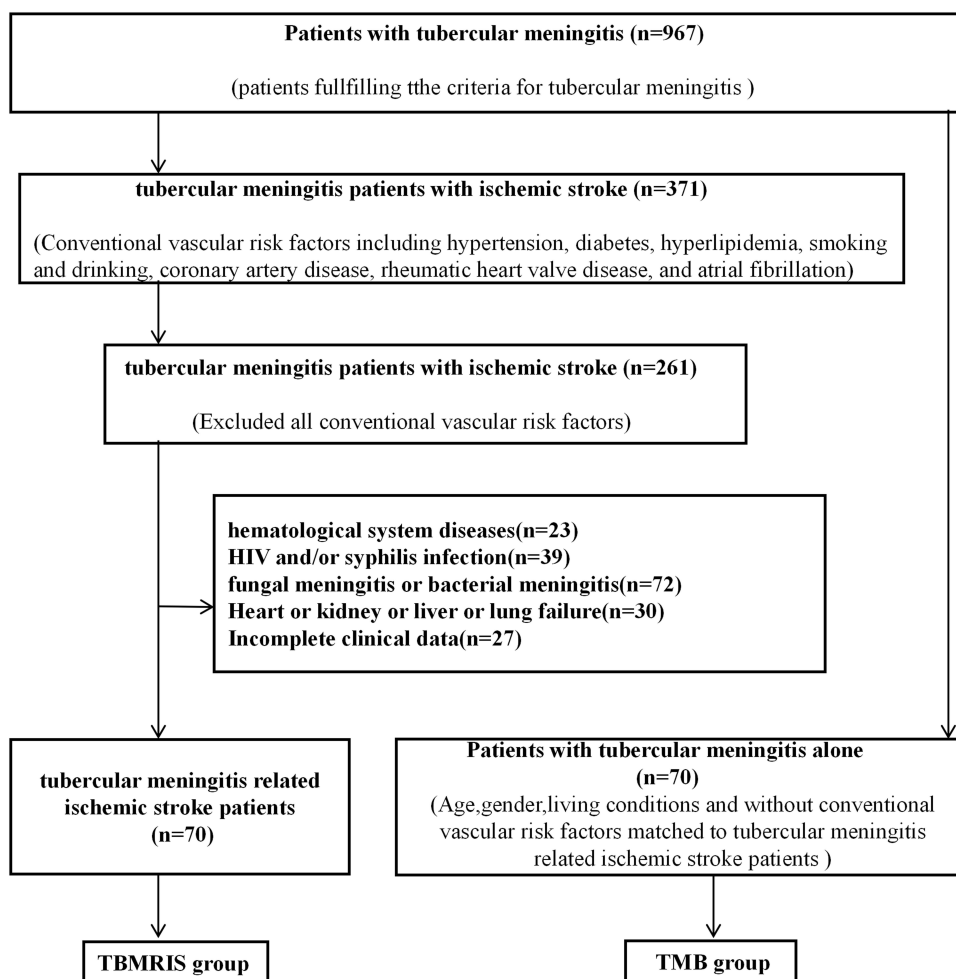 Patients with tubercular meningitis (n=967)
(patients fullfilling tthe criteria for tubercular meningitis )
tubercular meningitis patients with ischemic stroke (n=371)
(Conventional vascular risk factors including hypertension, diabetes, hyperlipidemia, smoking
and drinking, coronary artery disease, rheumatic heart valve disease, and atrial fibrillation)
tubercular meningitis patients with ischemic stroke (n=261)
(Excluded all conventional vascular risk factors)
hematological system diseases(n=23)
HIV and/or syphilis infection(n=39)
fungal meningitis or bacterial meningitis(n=72)
Heart or kidney or liver or lung failure(n=30)
Incomplete clinical data(n=27)
tubercular meningitis related
ischemic stroke patients
(n=70)
Patients with tubercular meningitis alone
(n=70)
(Age,gender,living conditions and without conventional
vascular risk factors matched to tubercular meningitis
related ischemic stroke patients )
TBMRIS group
TMB group